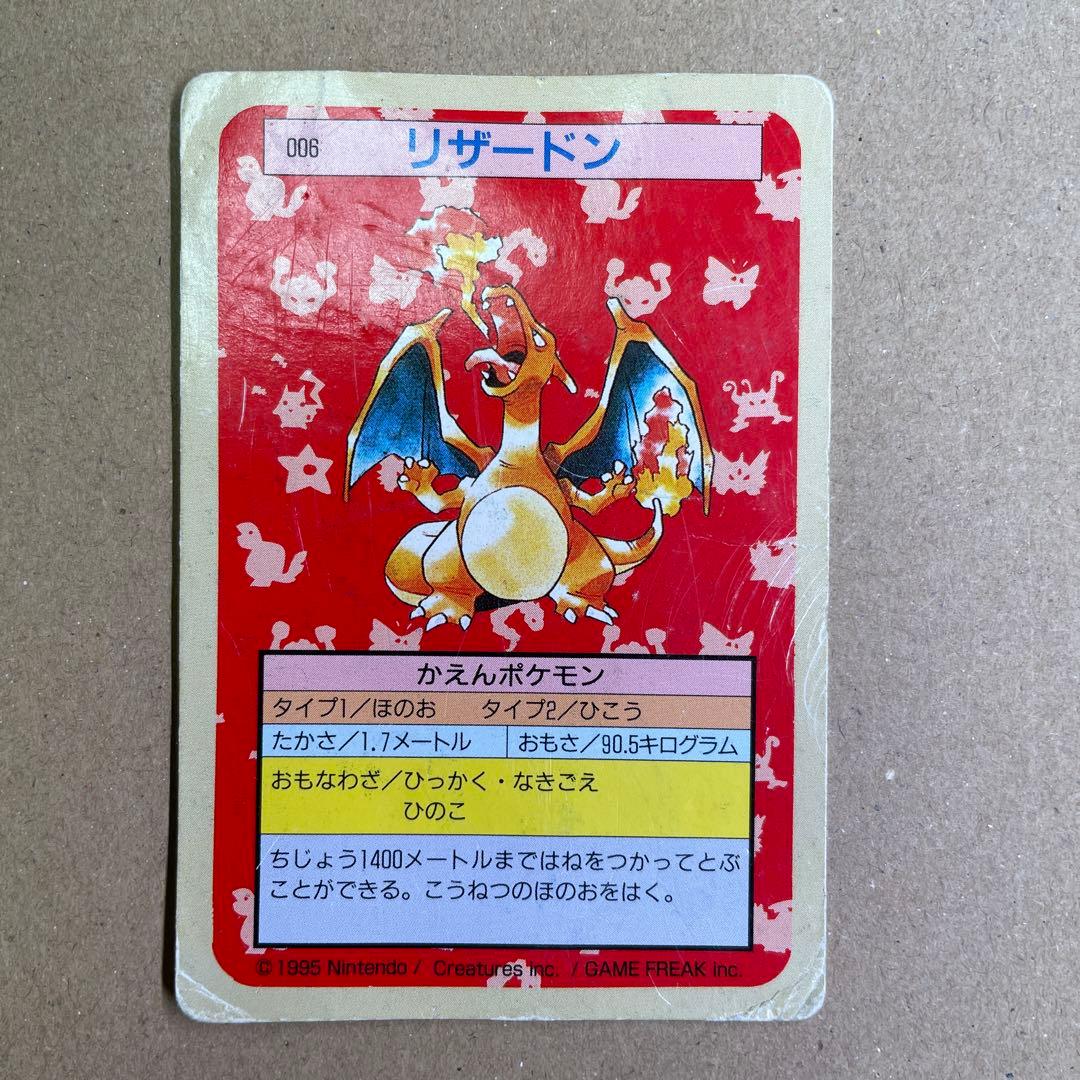 006 リザードン
かえんポケモン
タイプ1／ほのお タイプ2／ひこう
たかさ／1.7メートル おもさ／90.5キログラム
おもなわざ／ひっかく・なきごえ
ひのこ
ちじょう1400メートルまではねをつかってとぶ
ことができる。こうねつのほのおをはく。
©1995 Nintendo / Creatures inc. / GAME FREAK inc.